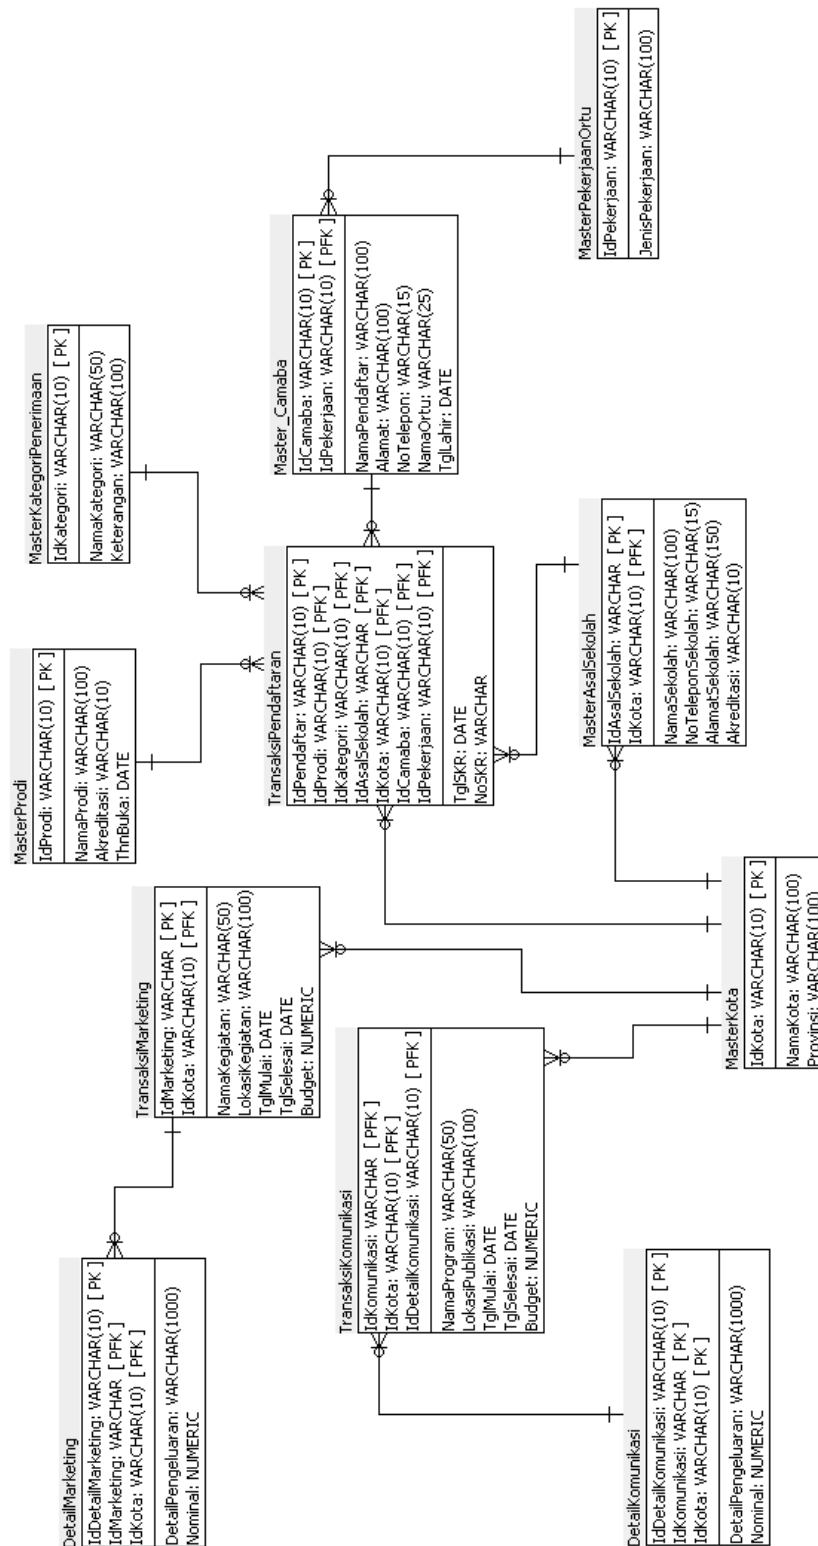 MasterPekerjaanOrtu
IdPekerjaan: VARCHAR(10) [ PK ]
JenisPekerjaan: VARCHAR(100)
Master_Camaba
IdCamaba: VARCHAR(10) [ PK ]
IdPekerjaan: VARCHAR(10) [ PFK ]
NamaPendaftar: VARCHAR(100)
Alamat: VARCHAR(100)
NoTelepon: VARCHAR(15)
NamaOrtu: VARCHAR(25)
TglLahir: DATE
MasterKategoriPenerimaan
IdKategori: VARCHAR(10) [ PK ]
NamaKategori: VARCHAR(50)
Keterangan: VARCHAR(100)
TransaksiPendaftaran
IdPendaftar: VARCHAR(10) [ PK ]
IdProdi: VARCHAR(10) [ PFK ]
IdKategori: VARCHAR(10) [ PFK ]
IdAsalSekolah: VARCHAR [ PFK ]
IdKota: VARCHAR(10) [ PFK ]
IdCamaba: VARCHAR(10) [ PFK ]
IdPekerjaan: VARCHAR(10) [ PFK ]
TglSKR: DATE
NoSKR: VARCHAR
MasterAsalSekolah
IdAsalSekolah: VARCHAR [ PK ]
IdKota: VARCHAR(10) [ PFK ]
NamaSekolah: VARCHAR(100)
NoTeleponSekolah: VARCHAR(15)
AlamatSekolah: VARCHAR(150)
Akreditasi: VARCHAR(10)
MasterProdi
IdProdi: VARCHAR(10) [ PK ]
NamaProdi: VARCHAR(100)
Akreditasi: VARCHAR(10)
ThnBuka: DATE
TransaksiMarketing
IdMarketing: VARCHAR [ PK ]
IdKota: VARCHAR(10) [ PFK ]
NamaKegiatan: VARCHAR(50)
LokasiKegiatan: VARCHAR(100)
TglMulai: DATE
TglSelesai: DATE
Budget: NUMERIC
MasterKota
IdKota: VARCHAR(10) [ PK ]
NamaKota: VARCHAR(100)
Provinsi: VARCHAR(100)
TransaksiKomunikasi
IdKomunikasi: VARCHAR [ PFK ]
IdKota: VARCHAR(10) [ PFK ]
IdDetailKomunikasi: VARCHAR(10) [ PFK ]
NamaProgram: VARCHAR(50)
LokasiPublikasi: VARCHAR(100)
TglMulai: DATE
TglSelesai: DATE
Budget: NUMERIC
DetailMarketing
IdDetailMarketing: VARCHAR(10) [ PK ]
IdMarketing: VARCHAR [ PFK ]
IdKota: VARCHAR(10) [ PFK ]
DetailPengeluaran: VARCHAR(1000)
Nominal: NUMERIC
DetailKomunikasi
IdDetailKomunikasi: VARCHAR(10) [ PK ]
IdKomunikasi: VARCHAR [ PK ]
IdKota: VARCHAR(10) [ PK ]
DetailPengeluaran: VARCHAR(1000)
Nominal: NUMERIC